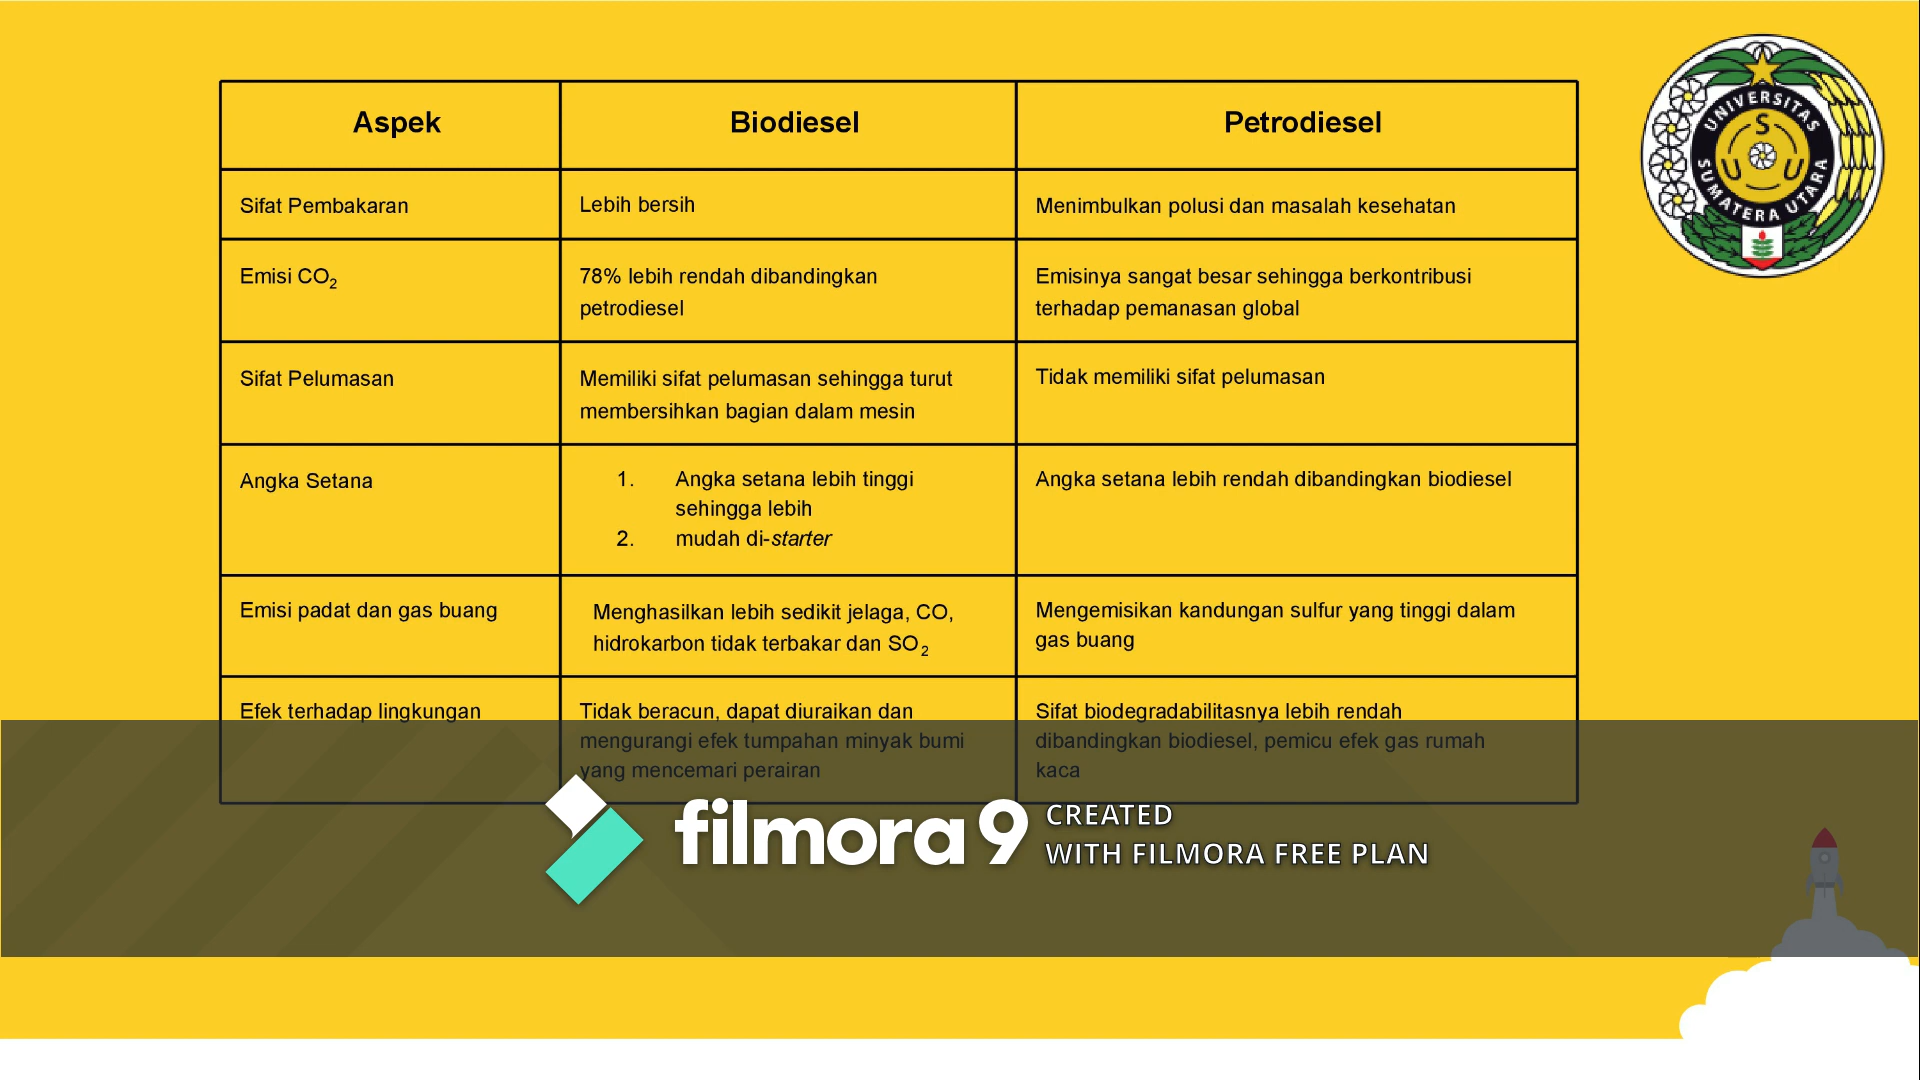 Aspek
Biodiesel
Petrodiesel
Sifat Pembakaran
Lebih bersih
Menimbulkan polusi dan masalah kesehatan
Emisi CO₂
78% lebih rendah dibandingkan
petrodiesel
Emisinya sangat besar sehingga berkontribusi
terhadap pemanasan global
Sifat Pelumasan
Memiliki sifat pelumasan sehingga turut
membersihkan bagian dalam mesin
Tidak memiliki sifat pelumasan
Angka Setana
1. Angka setana lebih tinggi
sehingga lebih
2. mudah di-starter
Angka setana lebih rendah dibandingkan biodiesel
Emisi padat dan gas buang
Menghasilkan lebih sedikit jelaga, CO,
hidrokarbon tidak terbakar dan SO₂
Mengemisikan kandungan sulfur yang tinggi dalam
gas buang
Efek terhadap lingkungan
Tidak beracun, dapat diuraikan dan
mengurangi efek tumpahan minyak bumi
yang mencemari perairan
Sifat biodegradabilitasnya lebih rendah
dibandingkan biodiesel, pemicu efek gas rumah
kaca
UNIVERSITAS
SUMATERA UTARA
U S U
filmora 9
CREATED
WITH FILMORA FREE PLAN